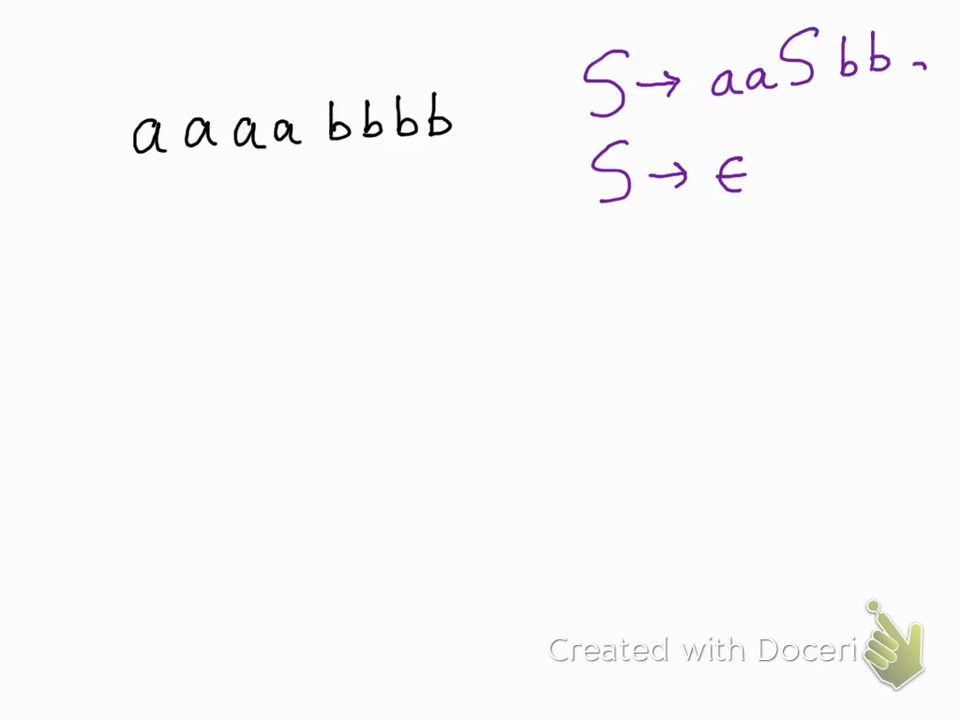 a a a a b b b b
S → aaS bb
S → ϵ
Created with Doceri